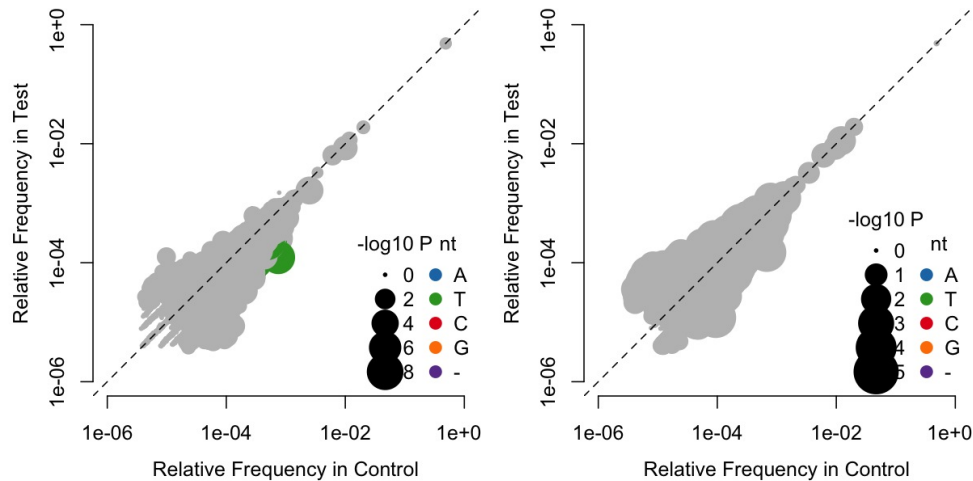 Relative Frequency in Test
1e+0
1e-02
1e-04
1e-06
-log10 P nt
0 A
2 T
4 C
6 G
8 -
1e-06 1e-04 1e-02 1e+0
Relative Frequency in Control
Relative Frequency in Test
1e+0
1e-02
1e-04
1e-06
-log10 P
nt
0
1 A
2 T
3 C
4 G
5 -
1e-06 1e-04 1e-02 1e+0
Relative Frequency in Control